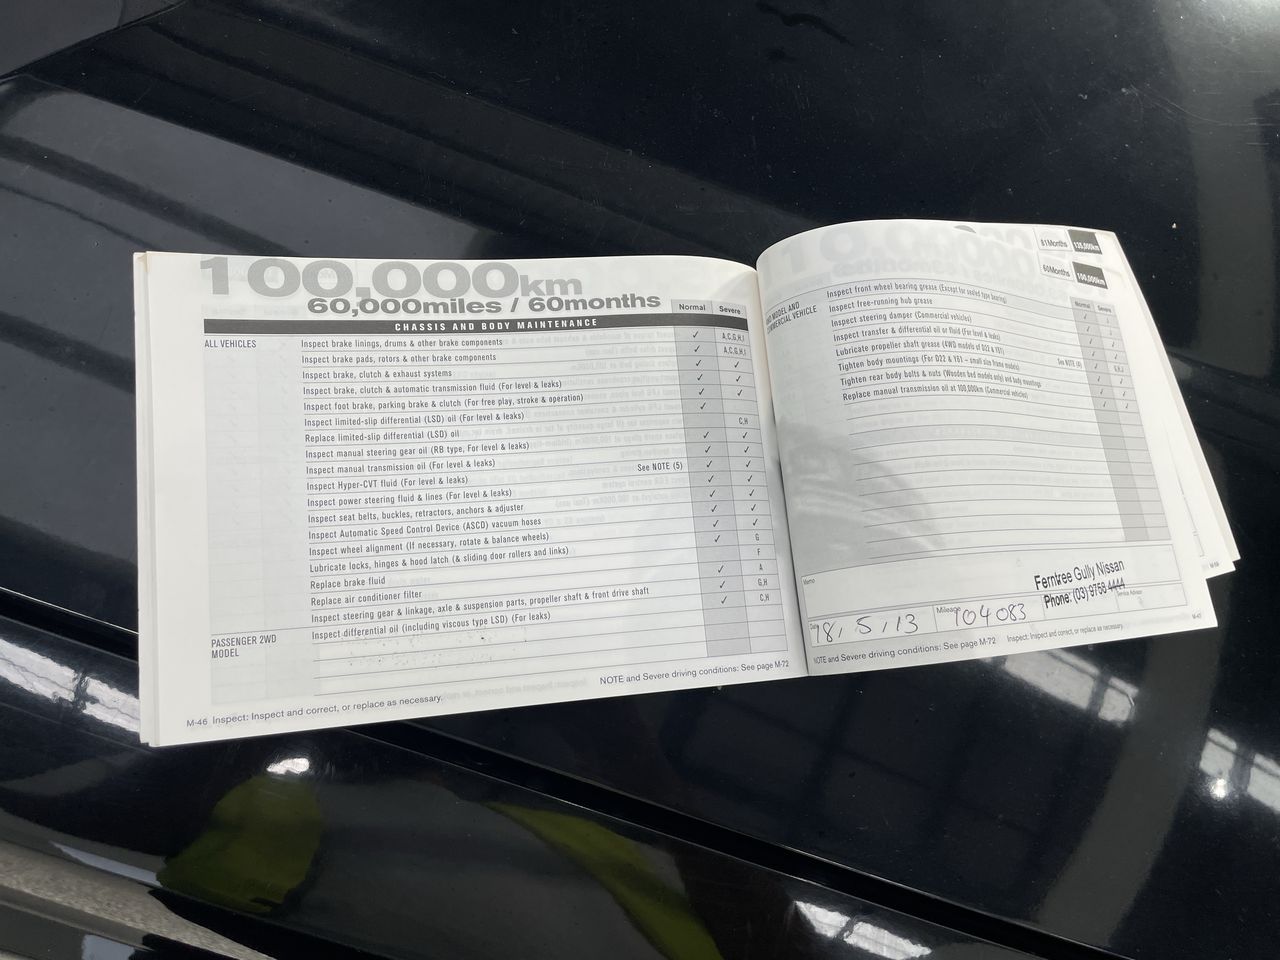 100,000km
60,000miles / 60months
Normal Severe
CHASSIS AND BODY MAINTENANCE
ALL VEHICLES
Inspect brake linings, drums & other brake components ✓ A,C,G,H,I
Inspect brake pads, rotors & other brake components ✓ A,C,G,H,I
Inspect brake, clutch & exhaust systems ✓ ✓
Inspect brake, clutch & automatic transmission fluid (For level & leaks) ✓ ✓
Inspect foot brake, parking brake & clutch (For free play, stroke & operation) ✓ ✓
Inspect limited-slip differential (LSD) oil (For level & leaks) ✓
Replace limited-slip differential (LSD) oil C,H
Inspect manual steering gear oil (RB type, For level & leaks) ✓ ✓
Inspect manual transmission oil (For level & leaks) ✓ ✓
Inspect Hyper-CVT fluid (For level & leaks) See NOTE (5) ✓ ✓
Inspect power steering fluid & lines (For level & leaks) ✓ ✓
Inspect seat belts, buckles, retractors, anchors & adjuster ✓ ✓
Inspect Automatic Speed Control Device (ASCD) vacuum hoses ✓ ✓
Inspect wheel alignment (If necessary, rotate & balance wheels) ✓ ✓
Lubricate locks, hinges & hood latch (& sliding door rollers and links) ✓ G
Replace brake fluid F
Replace air conditioner filter ✓ A
Inspect steering gear & linkage, axle & suspension parts, propeller shaft & front drive shaft ✓ G,H
PASSENGER 2WD
MODEL
Inspect differential oil (including viscous type LSD) (For leaks) ✓ C,H
NOTE and Severe driving conditions: See page M-72
M-46 Inspect: Inspect and correct, or replace as necessary.
81Months 135,000km
60Months 100,000km
Normal Severe
MODEL AND
COMMERCIAL VEHICLE
Inspect front wheel bearing grease (Except for sealed type bearing)
Inspect free-running hub grease
Inspect steering damper (Commercial vehicles)
Inspect transfer & differential oil or fluid (For level & leaks)
Lubricate propeller shaft grease (4WD models of D22 & Y61)
Tighten body mountings (For D22 & Y61 – small size frame models) See NOTE (4)
Tighten rear body bolts & nuts (Wooden bed models only) and body mountings
Replace manual transmission oil at 100,000km (Commercial vehicles)
Memo
Ferntree Gully Nissan
Phone: (03) 9758 4444
Date 18, 5, 13 Mileage 104083 Service Advisor
NOTE and Severe driving conditions: See page M-72 Inspect: Inspect and correct, or replace as necessary. M-47